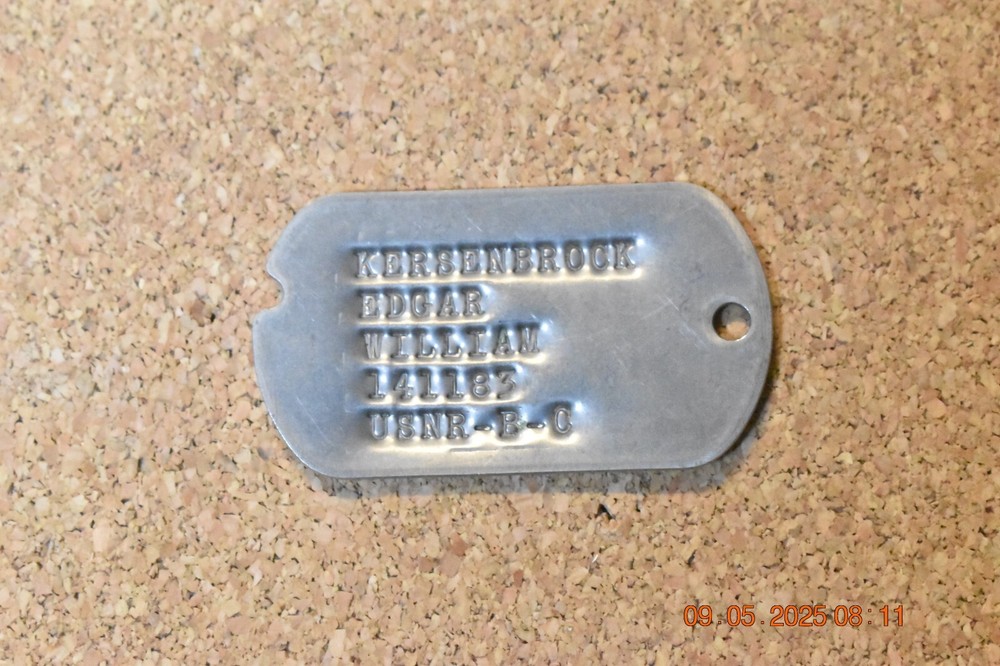 KERSENBROCK
EDGAR
WILLIAM
141183
USNR-B-C
09.05.2025 08:11